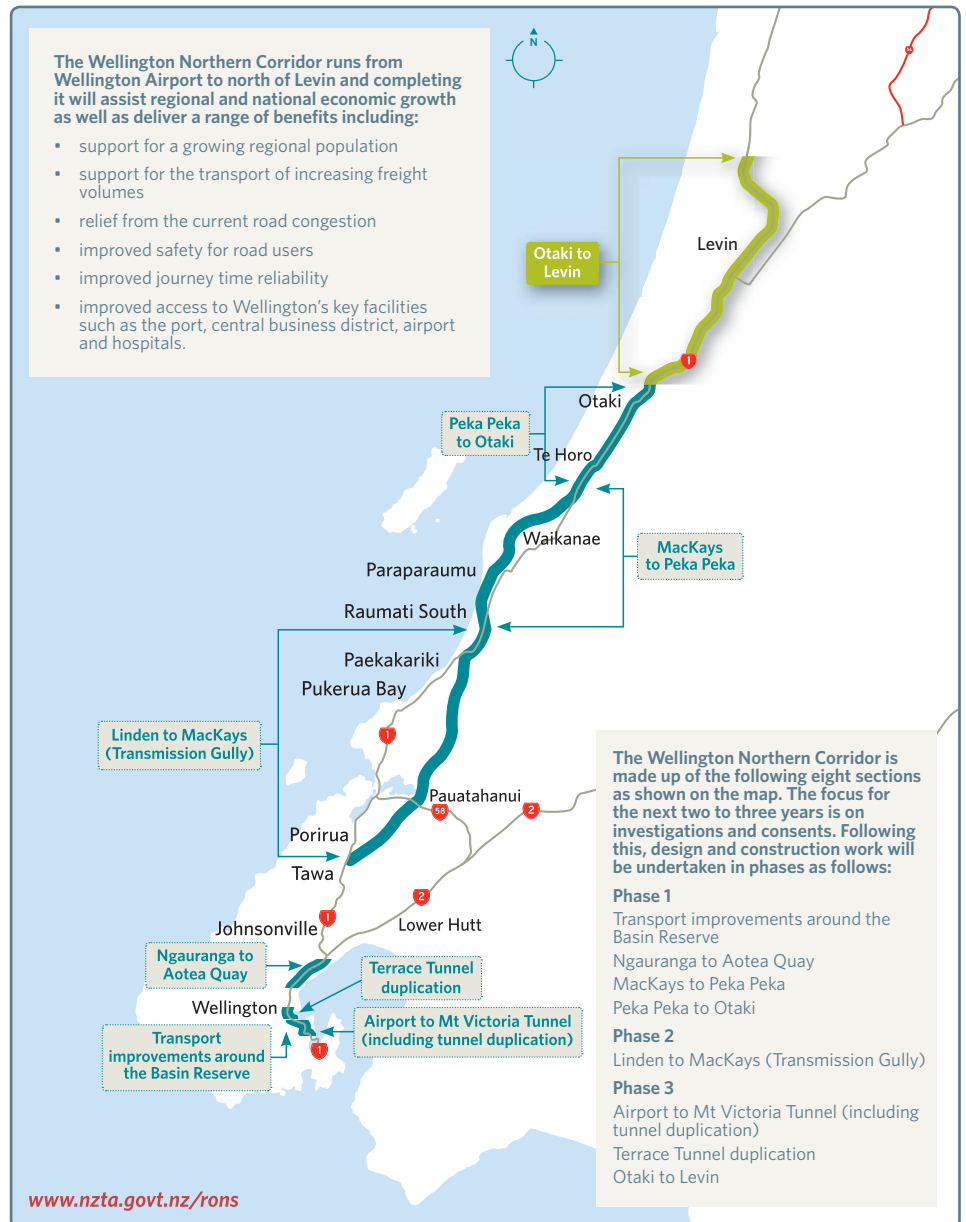 The Wellington Northern Corridor runs from
Wellington Airport to north of Levin and completing
it will assist regional and national economic growth
as well as deliver a range of benefits including:
• support for a growing regional population
• support for the transport of increasing freight
volumes
• relief from the current road congestion
• improved safety for road users
• improved journey time reliability
• improved access to Wellington's key facilities
such as the port, central business district, airport
and hospitals.
N
Levin
Otaki to
Levin
1
Otaki
Peka Peka
to Otaki
Te Horo
Waikanae
MacKays
to Peka Peka
Paraparaumu
Raumati South
Paekakariki
Pukerua Bay
1
Linden to MacKays
(Transmission Gully)
Pauatahanui
58
2
Porirua
Tawa
2
1
Johnsonville
Lower Hutt
Ngauranga to
Aotea Quay
Terrace Tunnel
duplication
Wellington
Airport to Mt Victoria Tunnel
(including tunnel duplication)
Transport
improvements around
the Basin Reserve
1
The Wellington Northern Corridor is
made up of the following eight sections
as shown on the map. The focus for
the next two to three years is on
investigations and consents. Following
this, design and construction work will
be undertaken in phases as follows:
Phase 1
Transport improvements around the
Basin Reserve
Ngauranga to Aotea Quay
MacKays to Peka Peka
Peka Peka to Otaki
Phase 2
Linden to MacKays (Transmission Gully)
Phase 3
Airport to Mt Victoria Tunnel (including
tunnel duplication)
Terrace Tunnel duplication
Otaki to Levin
www.nzta.govt.nz/rons